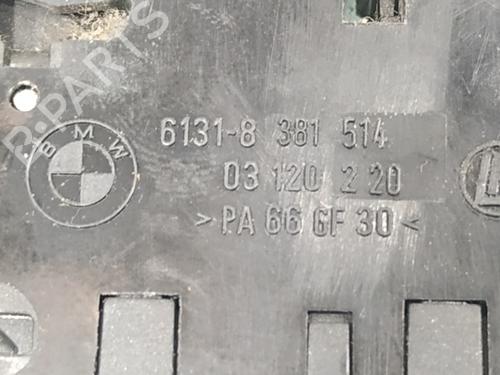 R-PARTS
BMW
6131-8 381 514
03 120 2 20
>PA 66 GF 30<